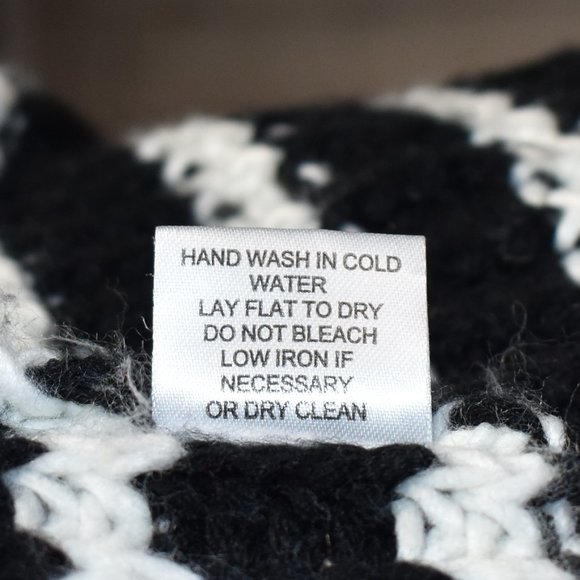 HAND WASH IN COLD
WATER
LAY FLAT TO DRY
DO NOT BLEACH
LOW IRON IF
NECESSARY
OR DRY CLEAN